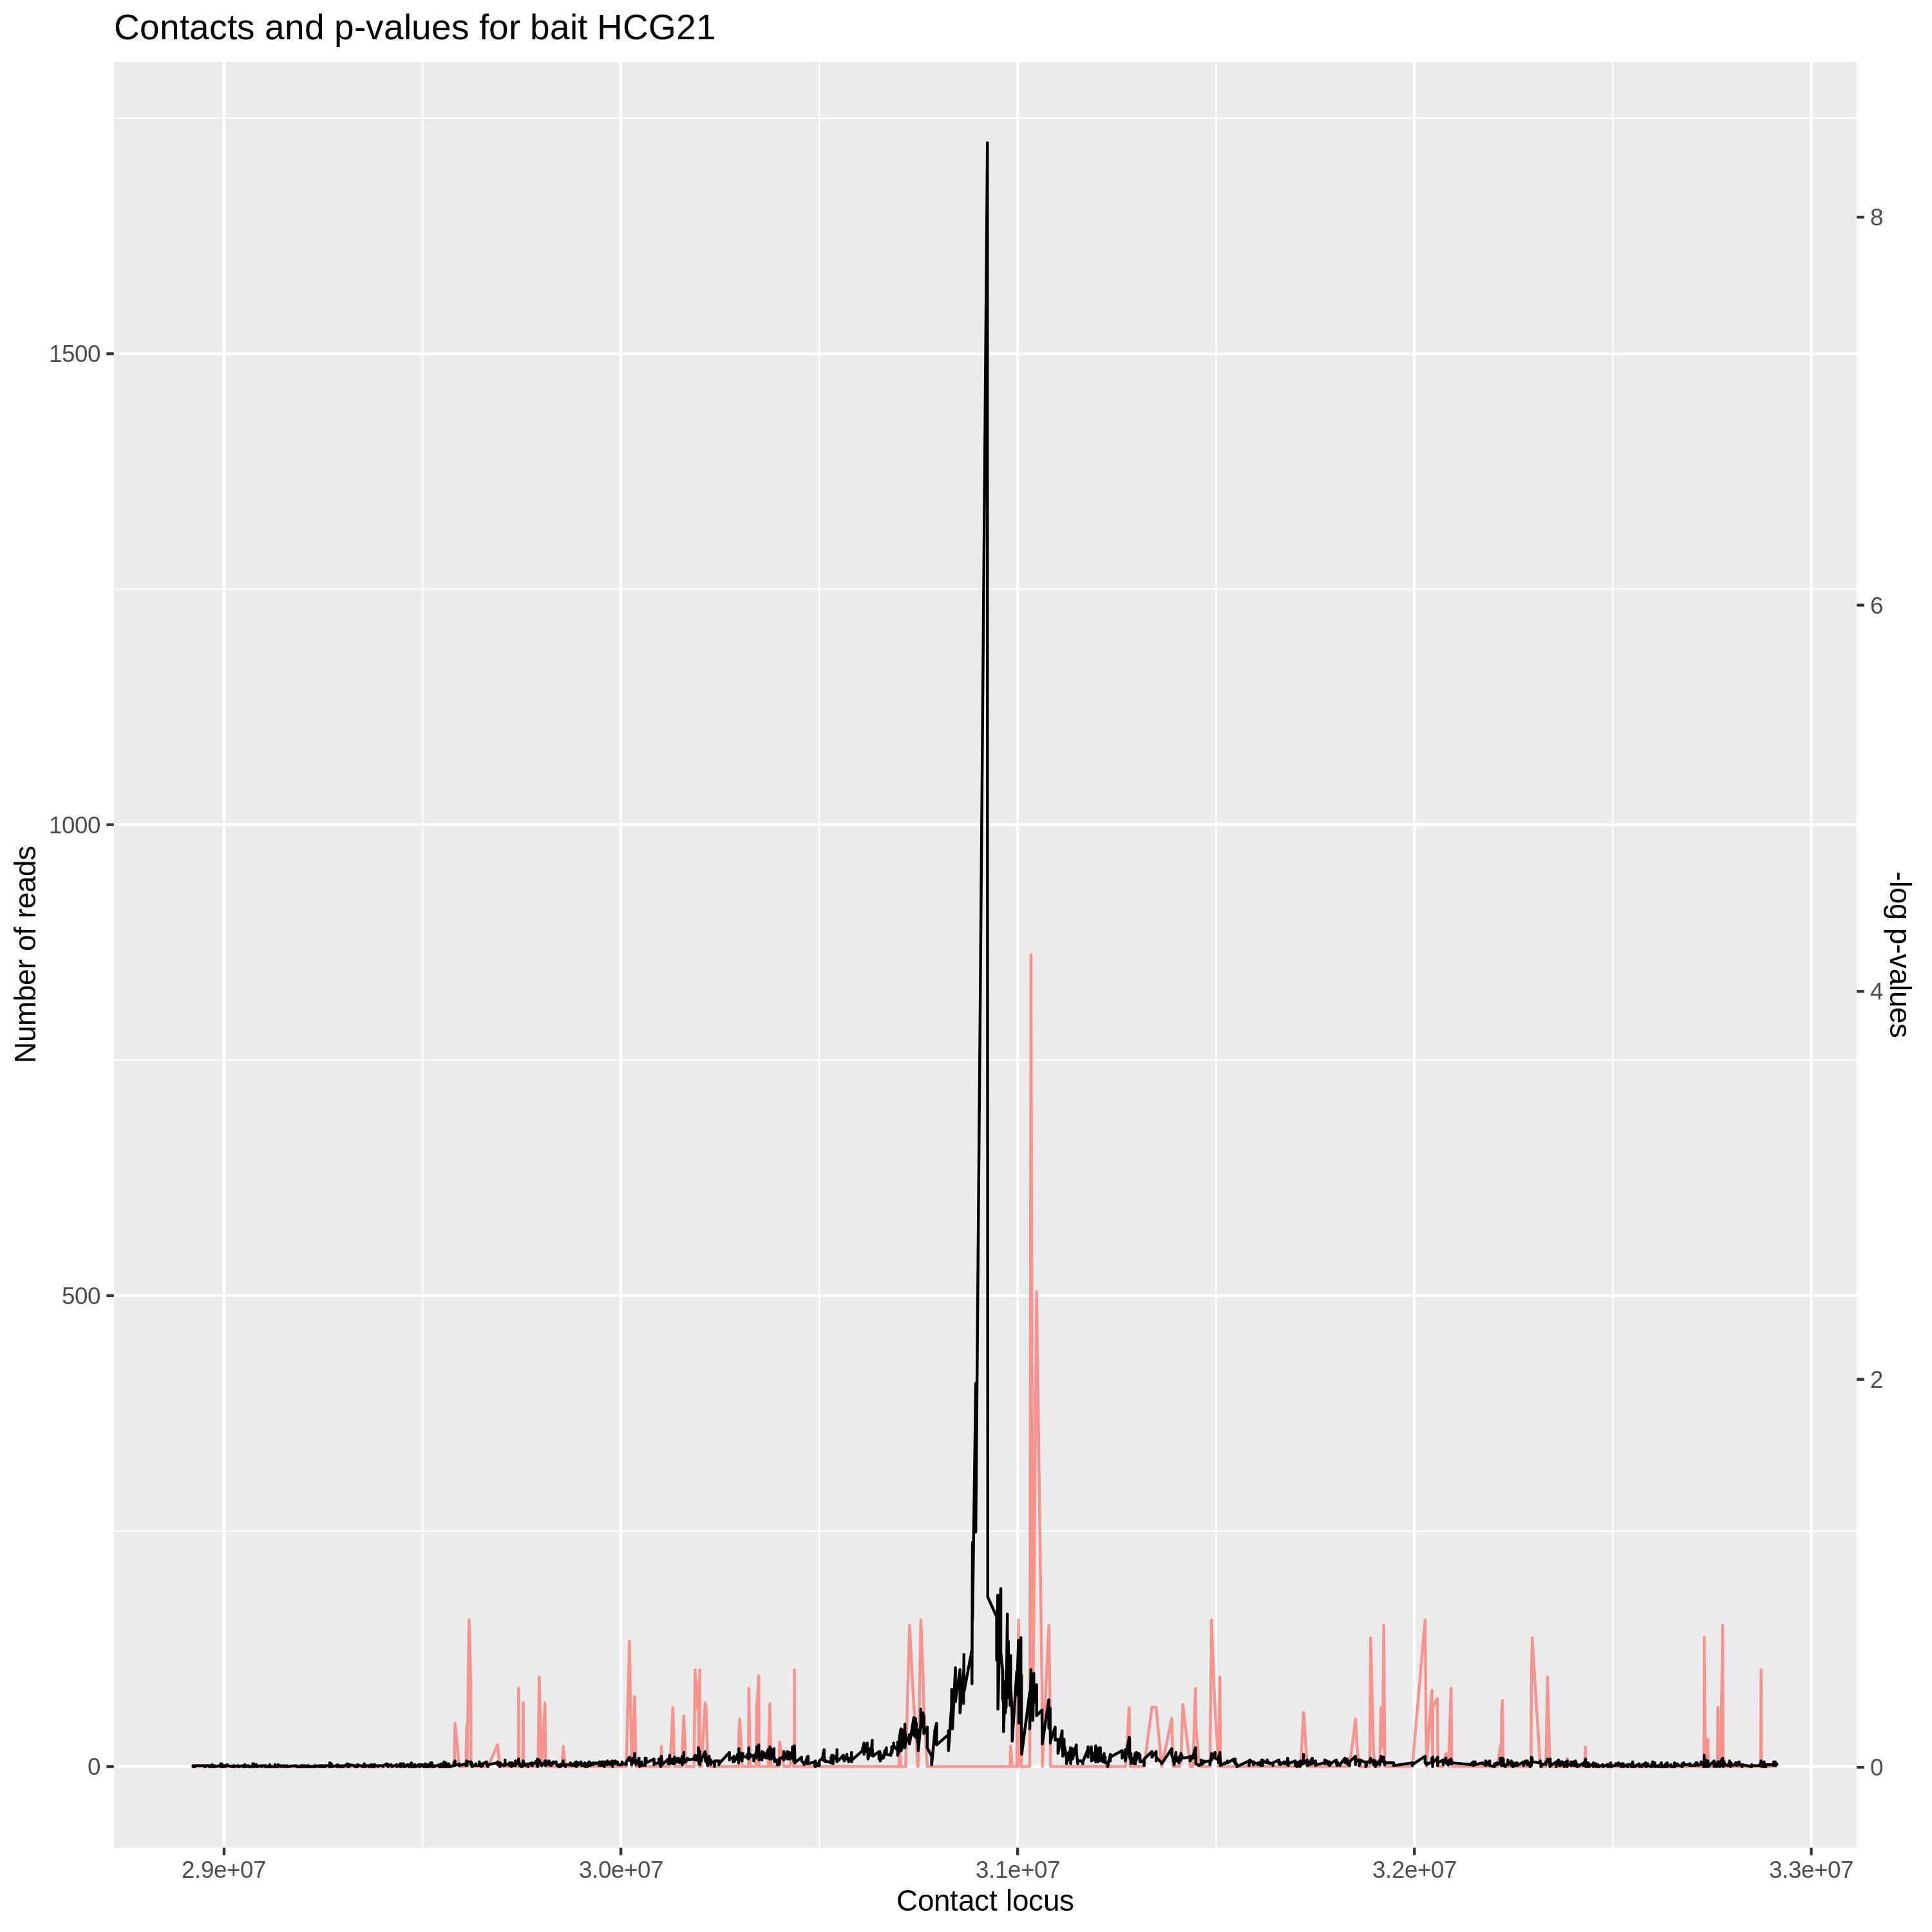 Contacts and p-values for bait HCG21
Number of reads
1500
1000
500
0
8
6
4
2
0
-log p-values
2.9e+07 3.0e+07 3.1e+07 3.2e+07 3.3e+07
Contact locus